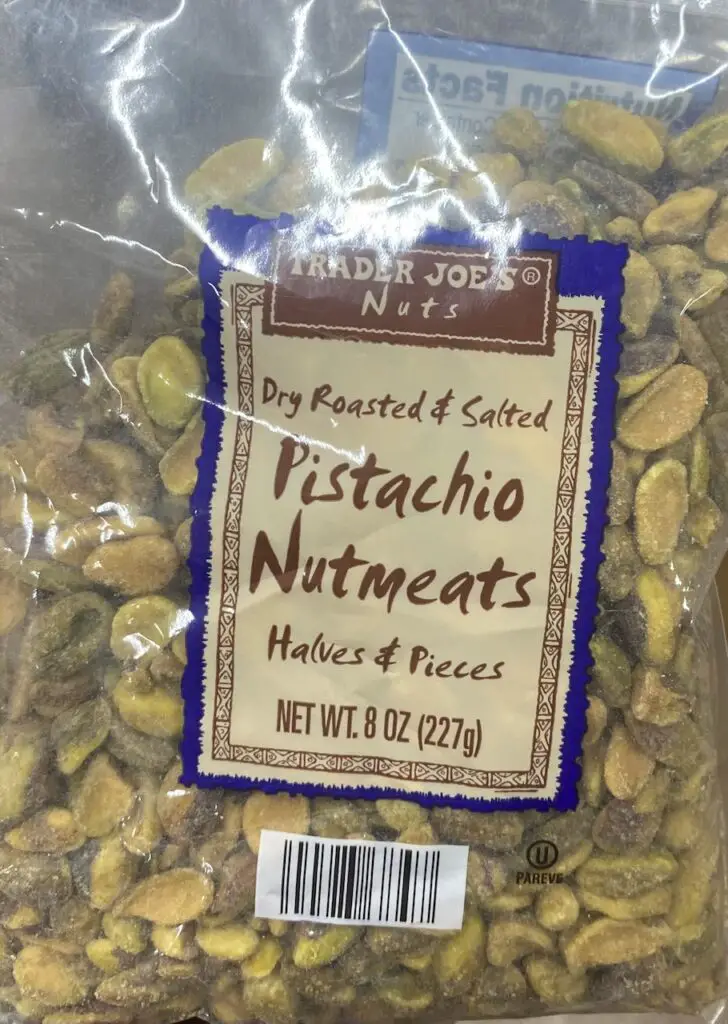 Nutrition Facts
TRADER JOE'S®
Nuts
Dry Roasted & Salted
Pistachio
Nutmeats
Halves & Pieces
NET WT. 8 OZ (227g)
U
PAREVE